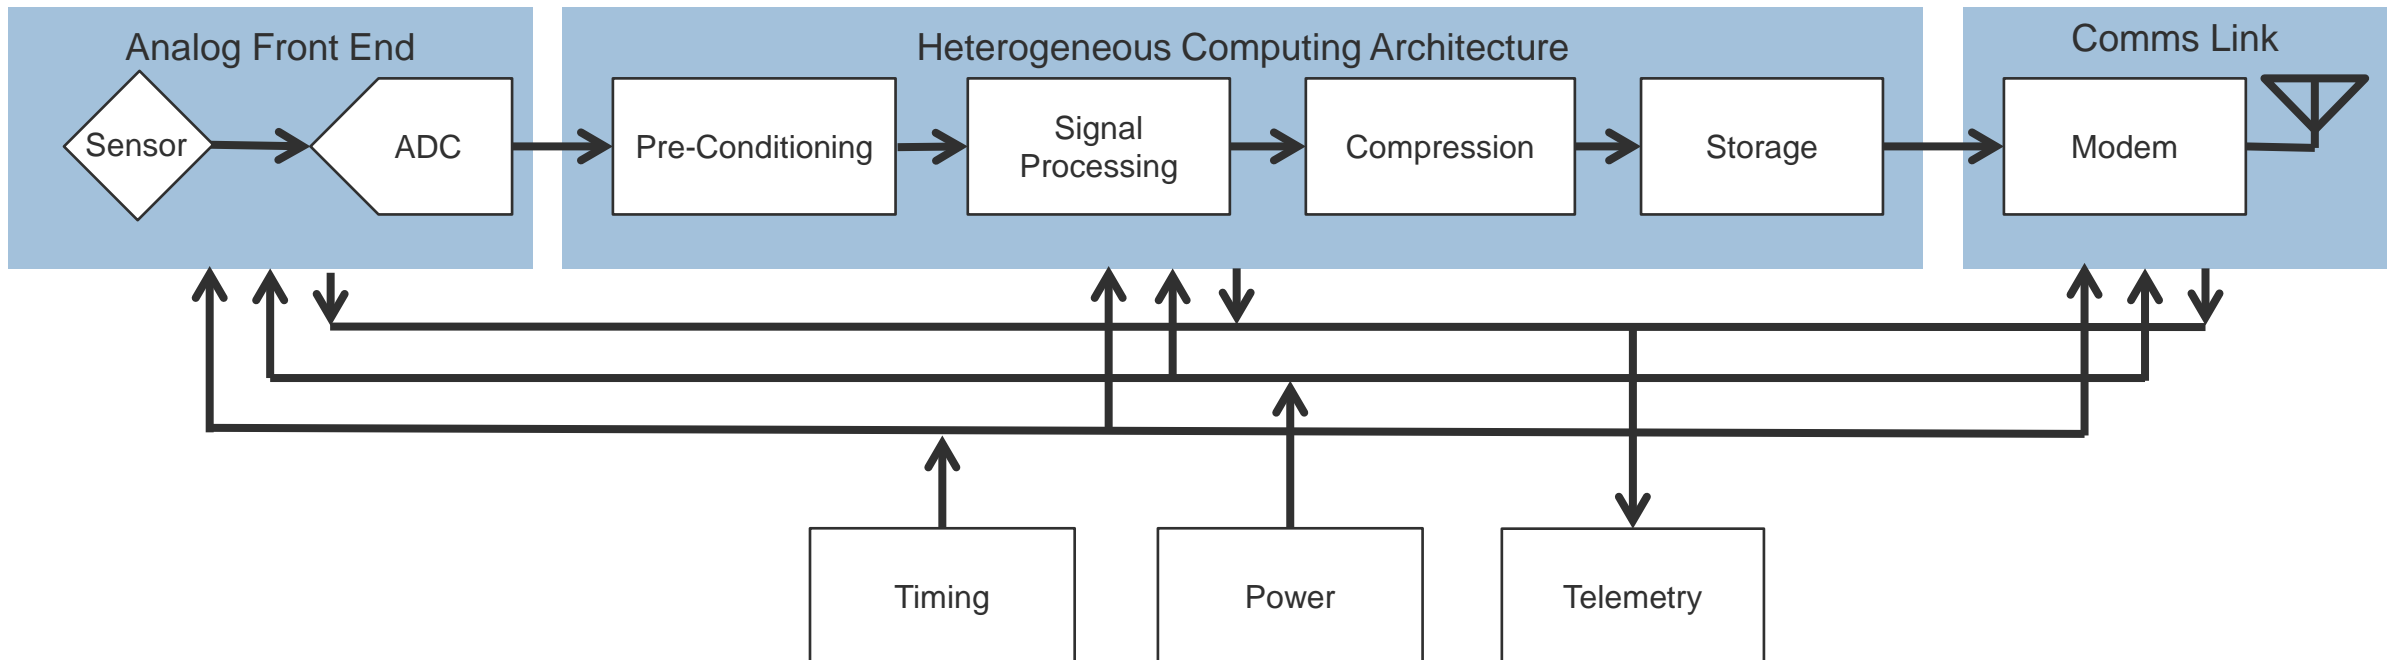 Analog Front End
Heterogeneous Computing Architecture
Comms Link
Sensor
ADC
Pre-Conditioning
Signal
Processing
Compression
Storage
Modem
Timing
Power
Telemetry